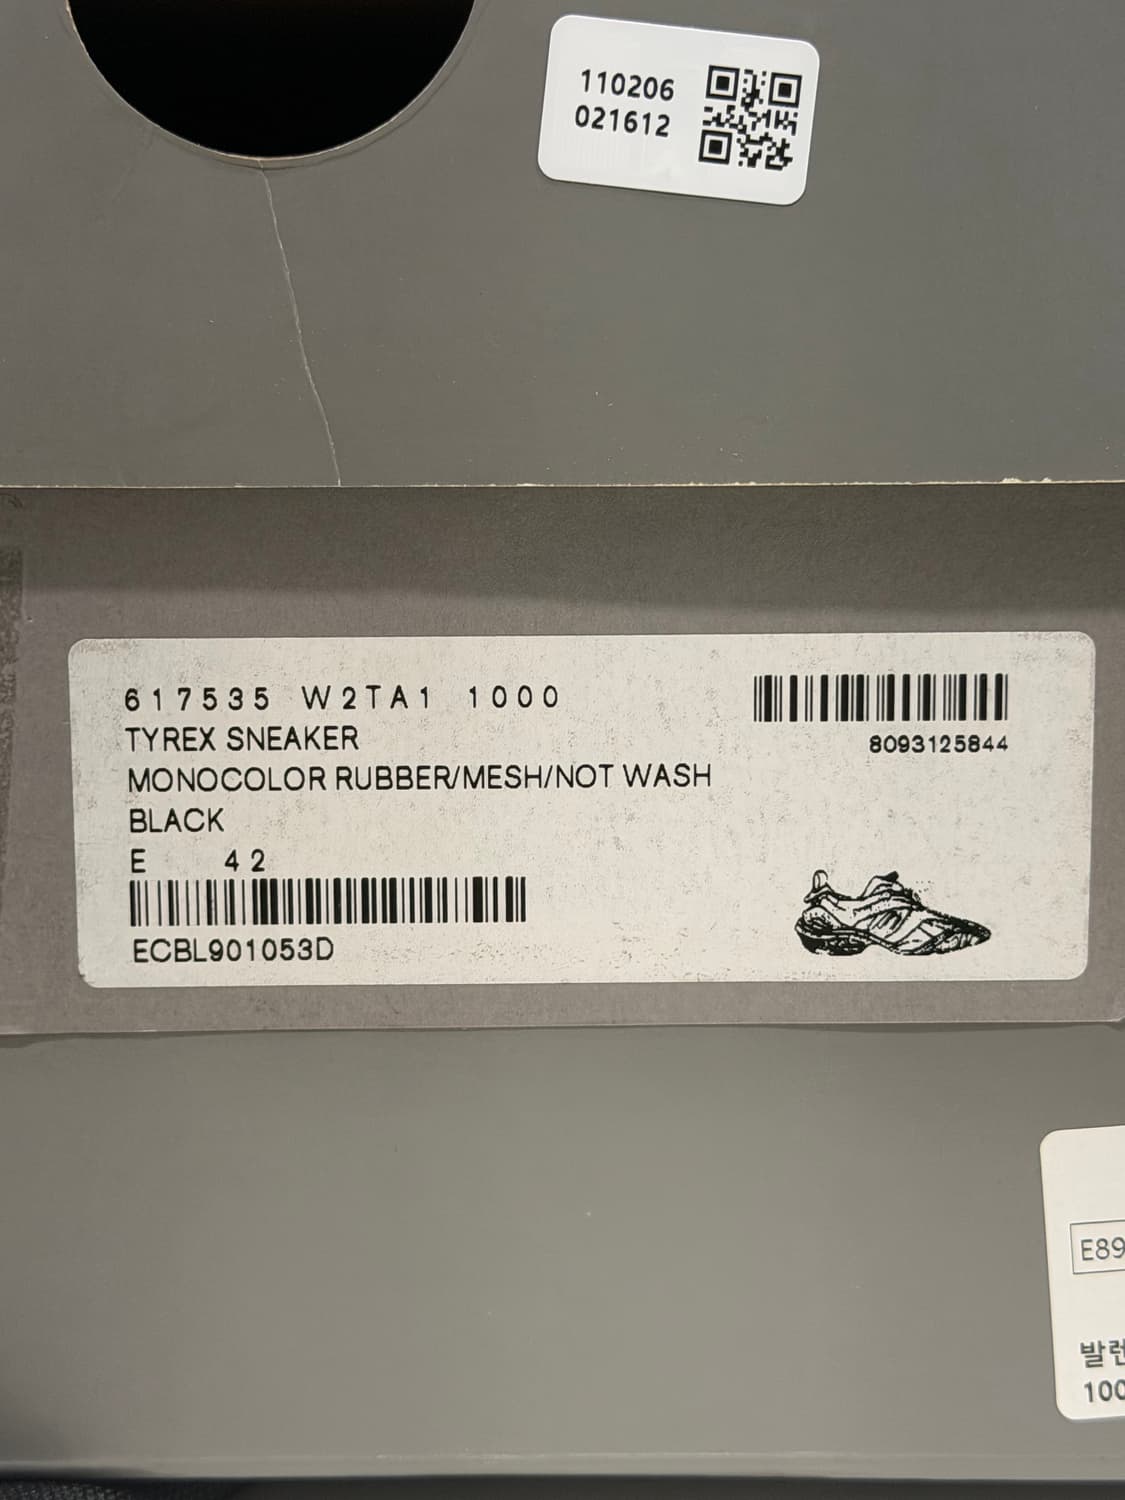 110206
021612
617535 W2TA1 1000
TYREX SNEAKER
MONOCOLOR RUBBER/MESH/NOT WASH
BLACK
E 42
ECBL901053D
8093125844
E89
발렌
100